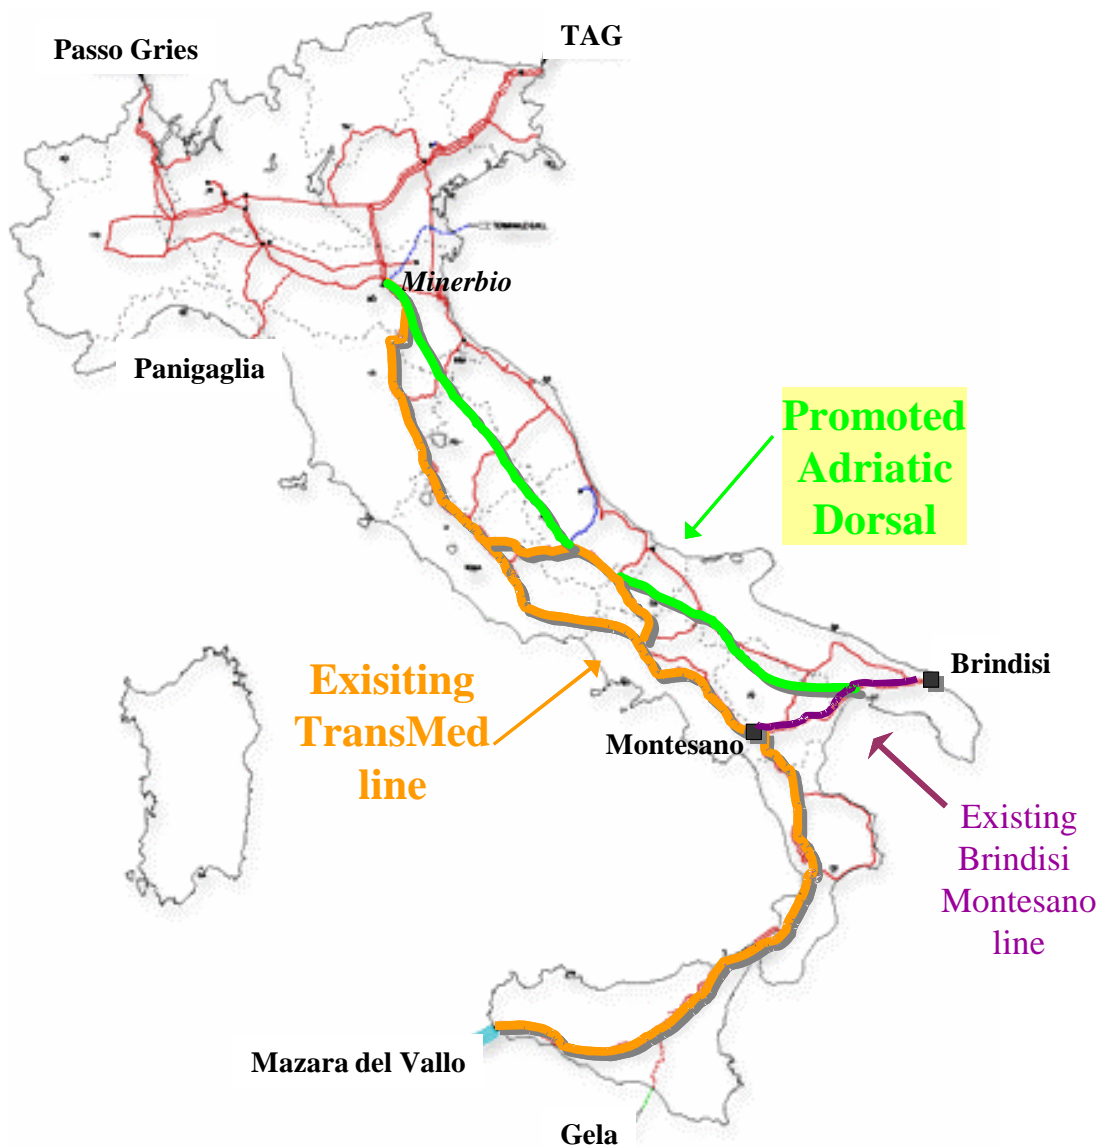 TAG
Passo Gries
Minerbio
Panigaglia
Promoted
Adriatic
Dorsal
Brindisi
Exisiting
TransMed
line
Montesano
Existing
Brindisi
Montesano
line
Mazara del Vallo
Gela